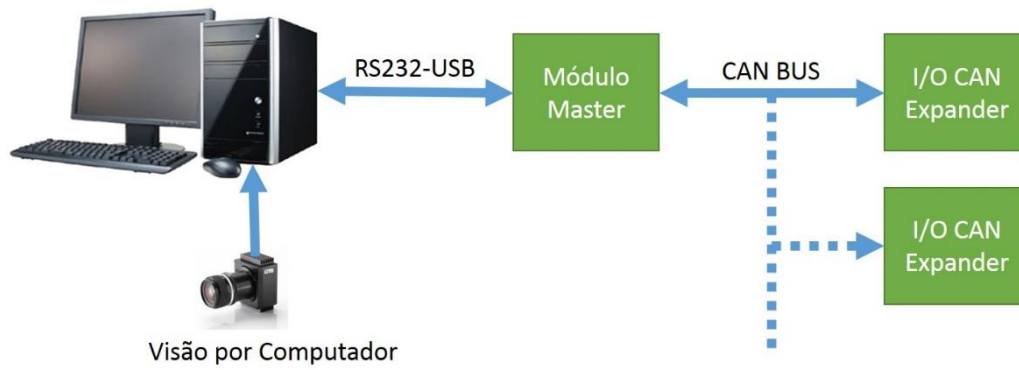 RS232-USB
Módulo
Master
CAN BUS
I/O CAN
Expander
I/O CAN
Expander
Visão por Computador